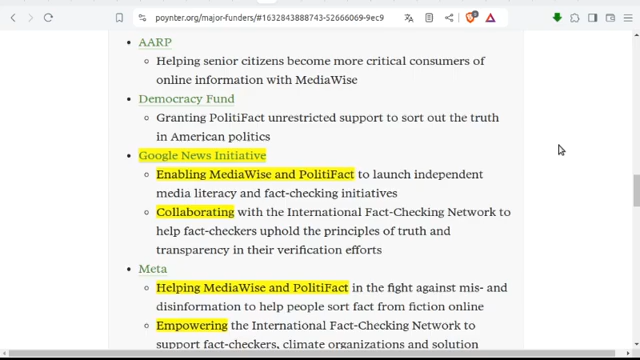 poynter.org/major-funders/#1632843888743-52666069-9ec9
AARP
Helping senior citizens become more critical consumers of
online information with MediaWise
Democracy Fund
Granting PolitiFact unrestricted support to sort out the truth
in American politics
Google News Initiative
Enabling MediaWise and PolitiFact to launch independent
media literacy and fact-checking initiatives
Collaborating with the International Fact-Checking Network to
help fact-checkers uphold the principles of truth and
transparency in their verification efforts
Meta
Helping MediaWise and PolitiFact in the fight against mis- and
disinformation to help people sort fact from fiction online
Empowering the International Fact-Checking Network to
support fact-checkers, climate organizations and solution